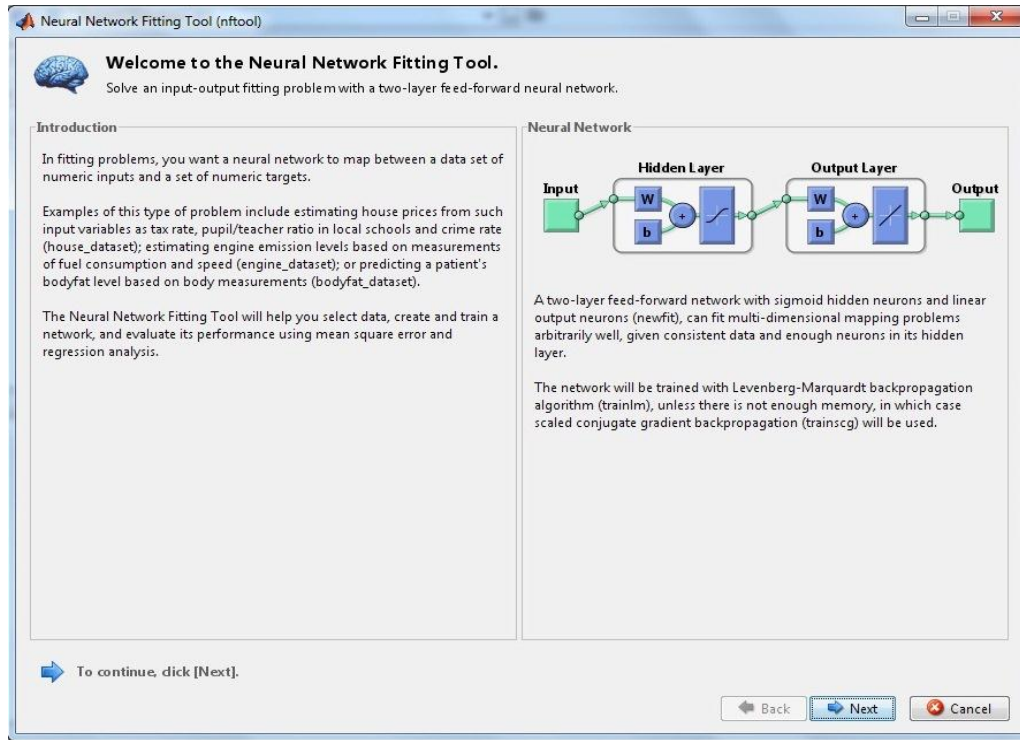 Neural Network Fitting Tool (nftool)
Welcome to the Neural Network Fitting Tool.
Solve an input-output fitting problem with a two-layer feed-forward neural network.
Introduction
In fitting problems, you want a neural network to map between a data set of
numeric inputs and a set of numeric targets.
Examples of this type of problem include estimating house prices from such
input variables as tax rate, pupil/teacher ratio in local schools and crime rate
(house_dataset); estimating engine emission levels based on measurements
of fuel consumption and speed (engine_dataset); or predicting a patient's
bodyfat level based on body measurements (bodyfat_dataset).
The Neural Network Fitting Tool will help you select data, create and train a
network, and evaluate its performance using mean square error and
regression analysis.
Neural Network
Hidden Layer Output Layer
Input Output
W W
+ +
b b
A two-layer feed-forward network with sigmoid hidden neurons and linear
output neurons (newfit), can fit multi-dimensional mapping problems
arbitrarily well, given consistent data and enough neurons in its hidden
layer.
The network will be trained with Levenberg-Marquardt backpropagation
algorithm (trainlm), unless there is not enough memory, in which case
scaled conjugate gradient backpropagation (trainscg) will be used.
To continue, click [Next].
Back Next Cancel